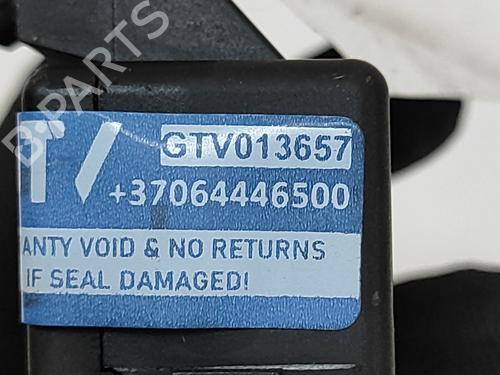 B-PARTS
T/
GTV013657
+37064446500
ANTY VOID & NO RETURNS
IF SEAL DAMAGED!